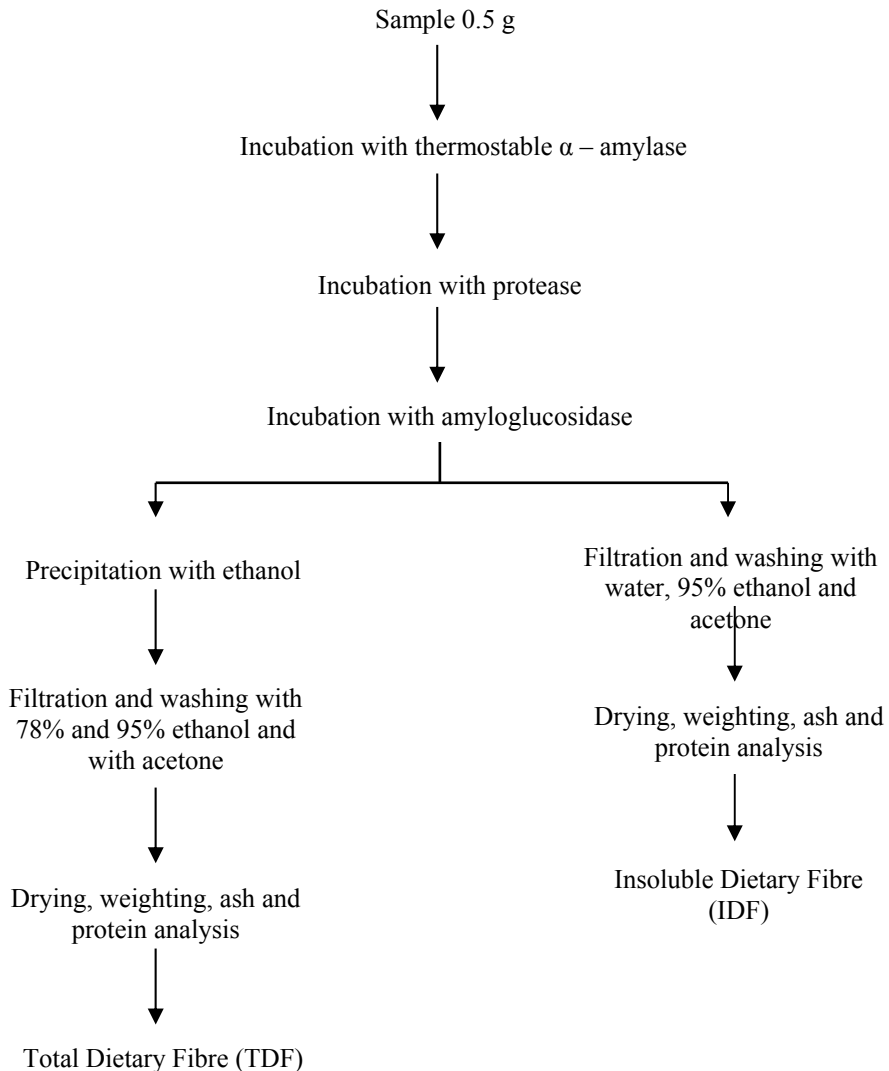 Sample 0.5 g
Incubation with thermostable α – amylase
Incubation with protease
Incubation with amyloglucosidase
Precipitation with ethanol
Filtration and washing with
78% and 95% ethanol and
with acetone
Drying, weighting, ash and
protein analysis
Total Dietary Fibre (TDF)
Filtration and washing with
water, 95% ethanol and
acetone
Drying, weighting, ash and
protein analysis
Insoluble Dietary Fibre
(IDF)